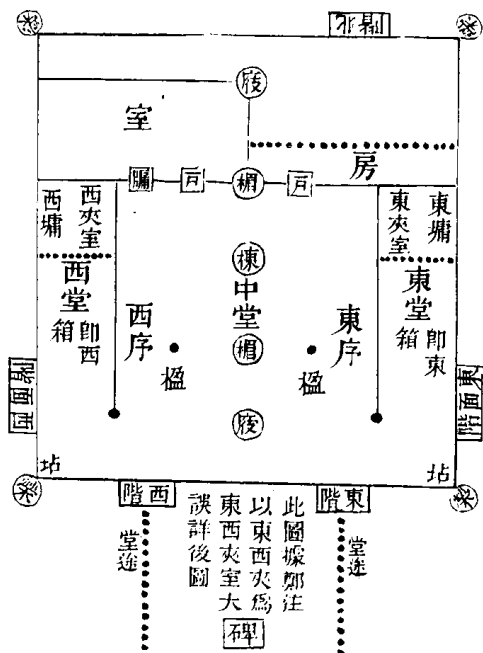 榮
北階
榮
庪
室
房
牖
戶
楣
戶
東墉
東夾室
西夾室
西墉
棟
中堂
楣
庪
東堂
即東
箱
西堂
即西
箱
東序
西序
楹
楹
東面階
西面階
坫
坫
榮
榮
東階
西階
堂途
堂途
此圖據鄭注
以東西夾爲
東西夾室大
誤詳後圖
碑